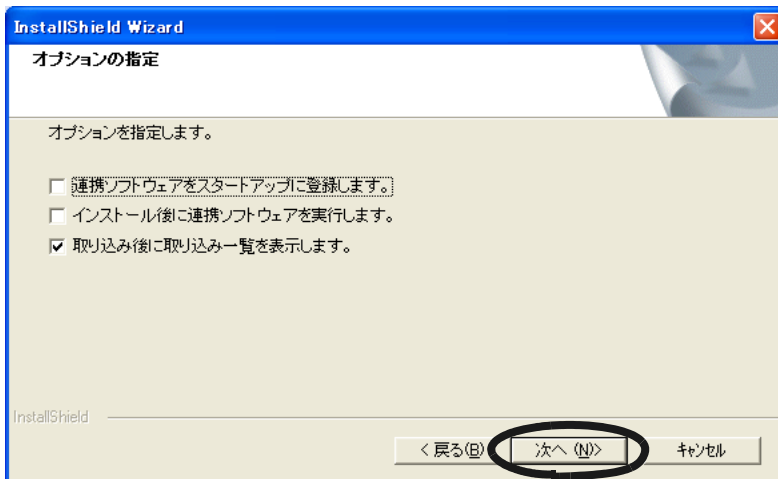 InstallShield Wizard
オプションの指定
オプションを指定します。
連携ソフトウェアをスタートアップに登録します。
インストール後に連携ソフトウェアを実行します。
取り込み後に取り込み一覧を表示します。
InstallShield
< 戻る(B) 次へ (N)> キャンセル